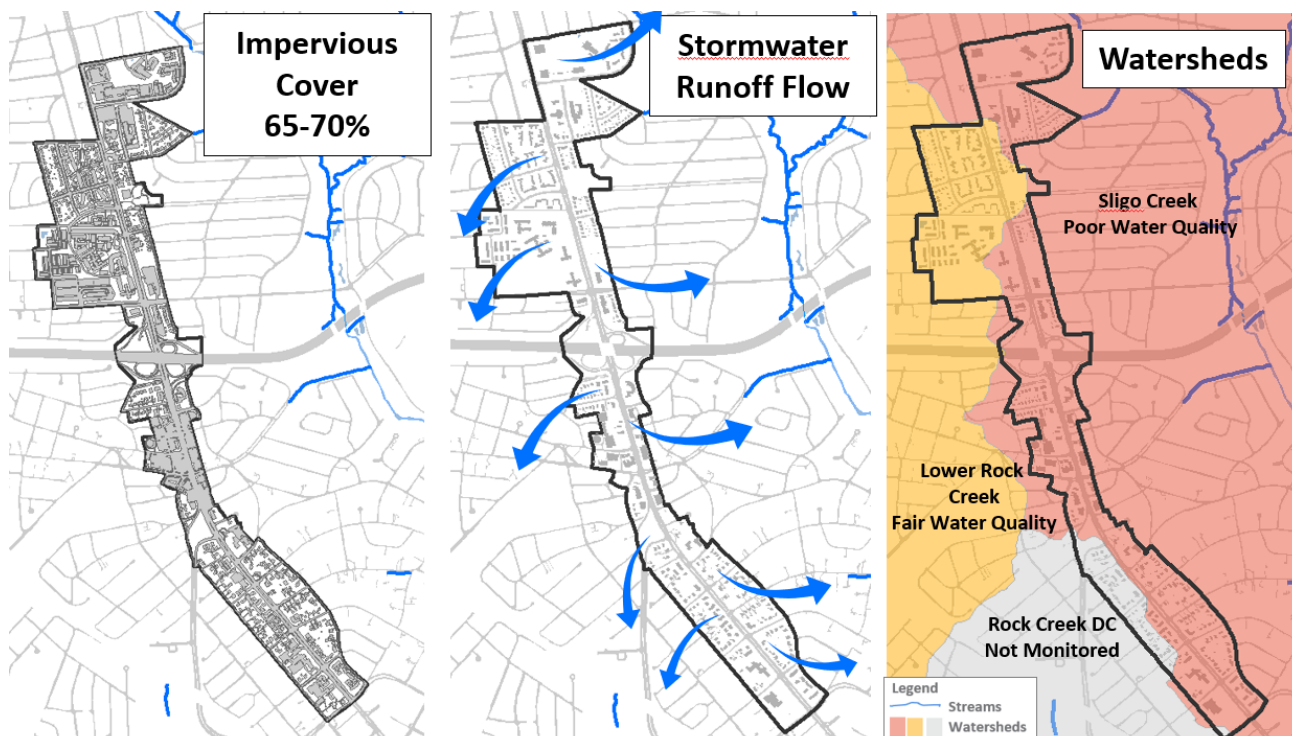 Impervious
Cover
65-70%
Stormwater
Runoff Flow
Watersheds
Sligo Creek
Poor Water Quality
Lower Rock
Creek
Fair Water Quality
Rock Creek DC
Not Monitored
Legend
Streams
Watersheds